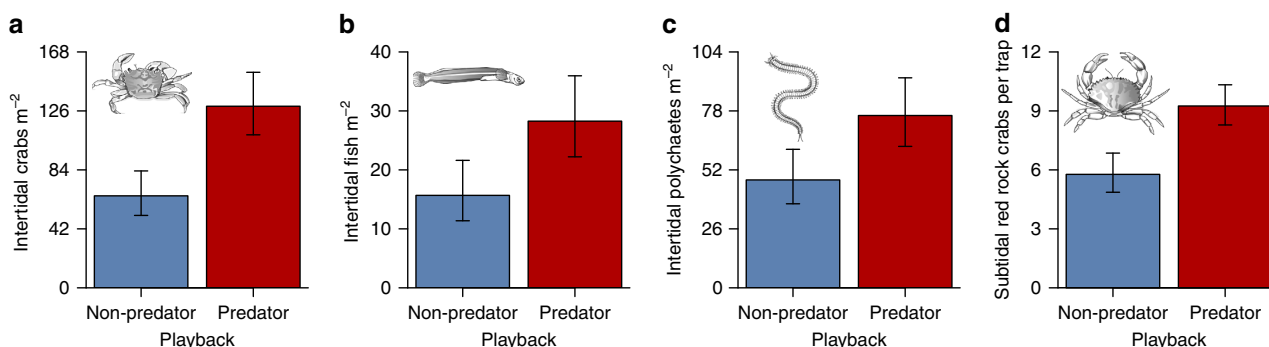 a
Intertidal crabs m⁻²
168
126
84
42
0
Non-predator Predator
Playback
b
Intertidal fish m⁻²
40
30
20
10
0
Non-predator Predator
Playback
c
Intertidal polychaetes m⁻²
104
78
52
26
0
Non-predator Predator
Playback
d
Subtidal red rock crabs per trap
12
9
6
3
0
Non-predator Predator
Playback